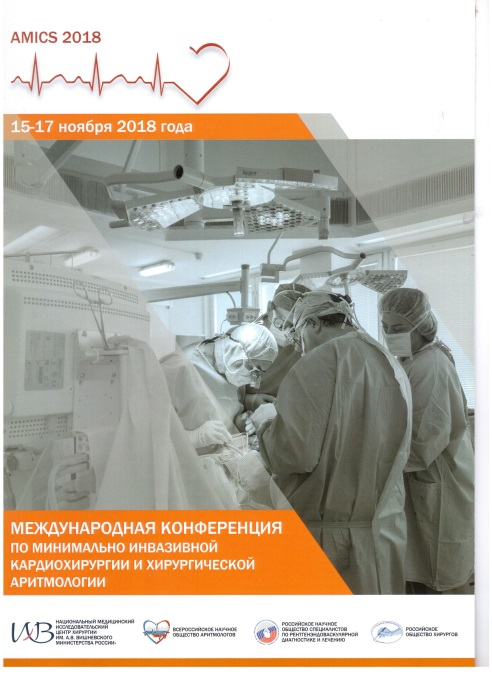 AMICS 2018
15-17 ноября 2018 года
МЕЖДУНАРОДНАЯ КОНФЕРЕНЦИЯ
ПО МИНИМАЛЬНО ИНВАЗИВНОЙ
КАРДИОХИРУРГИИ И ХИРУРГИЧЕСКОЙ
АРИТМОЛОГИИ
НАЦИОНАЛЬНЫЙ МЕДИЦИНСКИЙ
ИССЛЕДОВАТЕЛЬСКИЙ
ЦЕНТР ХИРУРГИИ
ИМ. А.В. ВИШНЕВСКОГО
МИНИСТЕРСТВА РОССИИ
ВСЕРОССИЙСКОЕ НАУЧНОЕ
ОБЩЕСТВО АРИТМОЛОГОВ
РОССИЙСКОЕ НАУЧНОЕ
ОБЩЕСТВО СПЕЦИАЛИСТОВ
ПО РЕНТГЕНЭНДОВАСКУЛЯРНОЙ
ДИАГНОСТИКЕ И ЛЕЧЕНИЮ
РОССИЙСКОЕ
ОБЩЕСТВО ХИРУРГОВ